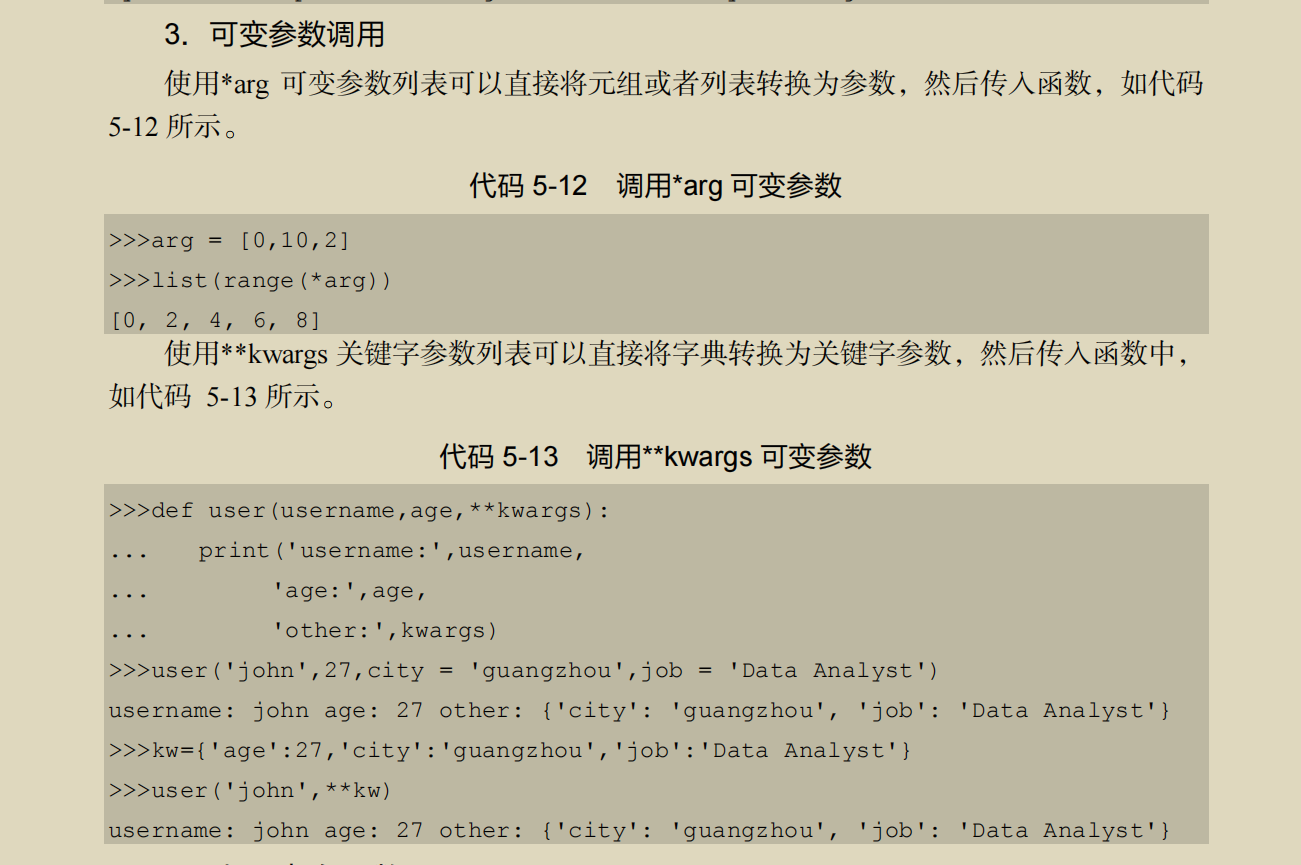 3. 可变参数调用
使用*arg 可变参数列表可以直接将元组或者列表转换为参数，然后传入函数，如代码
5-12 所示。
代码 5-12 调用*arg 可变参数
>>>arg = [0,10,2]
>>>list(range(*arg))
[0, 2, 4, 6, 8]
使用**kwargs 关键字参数列表可以直接将字典转换为关键字参数，然后传入函数中，
如代码 5-13 所示。
代码 5-13 调用**kwargs 可变参数
>>>def user(username,age,**kwargs):
... print('username:',username,
... 'age:',age,
... 'other:',kwargs)
>>>user('john',27,city = 'guangzhou',job = 'Data Analyst')
username: john age: 27 other: {'city': 'guangzhou', 'job': 'Data Analyst'}
>>>kw={'age':27,'city':'guangzhou','job':'Data Analyst'}
>>>user('john',**kw)
username: john age: 27 other: {'city': 'guangzhou', 'job': 'Data Analyst'}